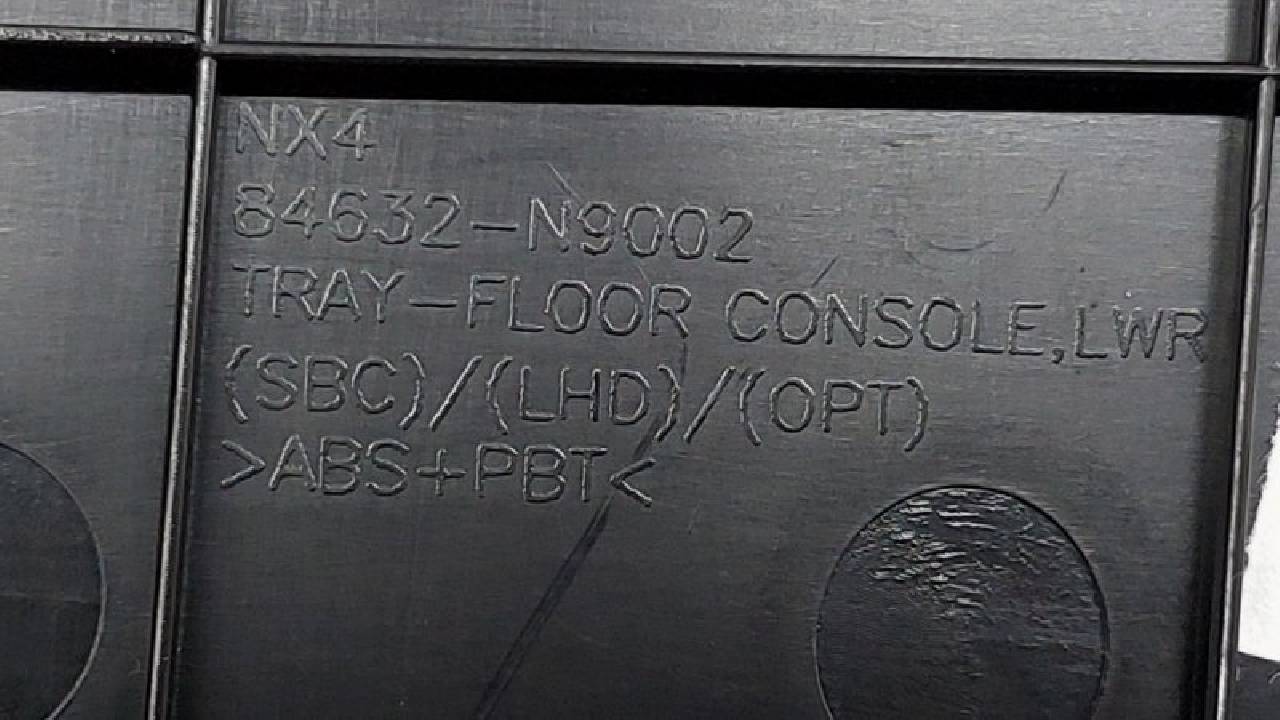 NX4
84632-N9002
TRAY-FLOOR CONSOLE,LWR
(SBC)/(LHD)/(OPT)
>ABS+PBT<